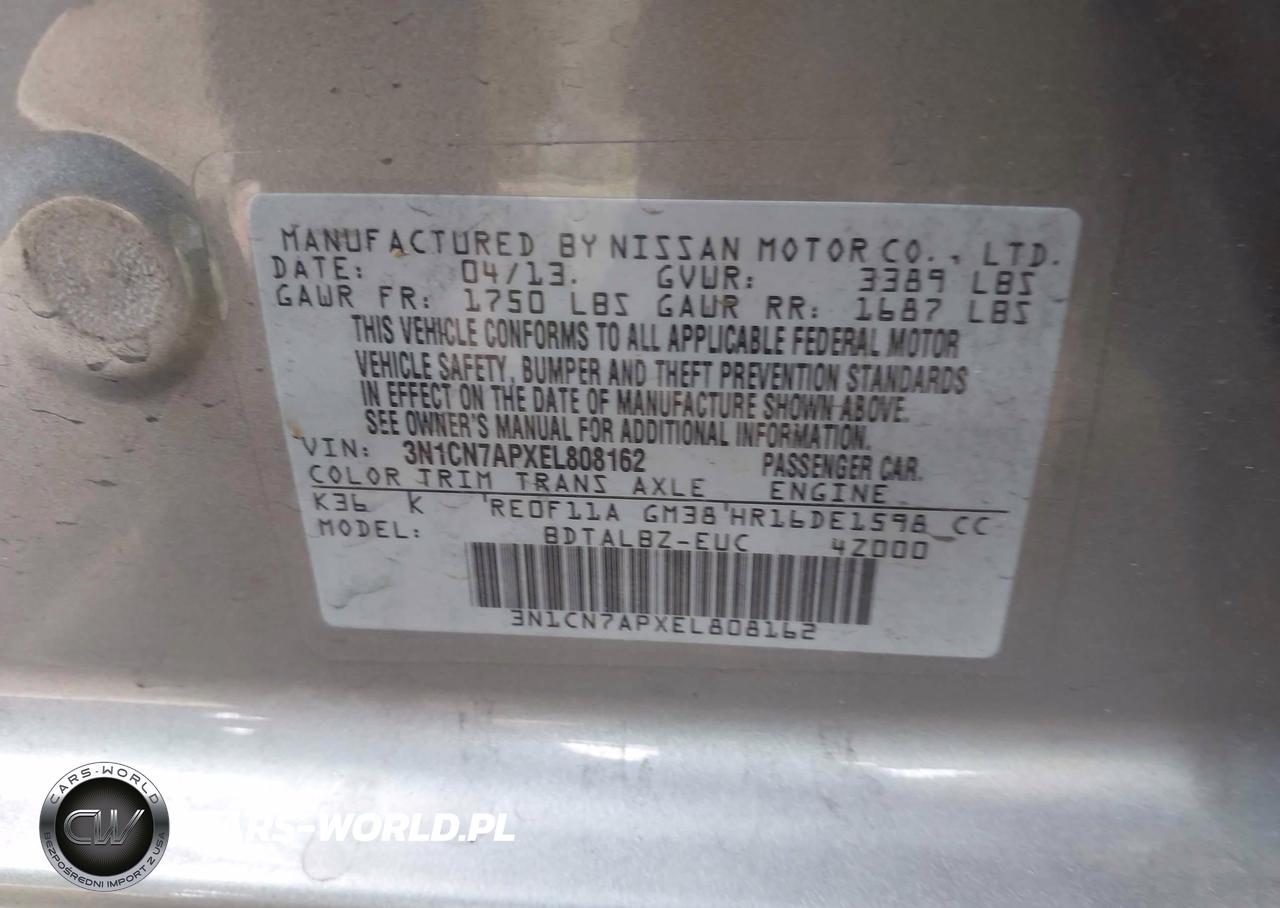 MANUFACTURED BY NISSAN MOTOR CO., LTD.
DATE: 04/13. GVWR: 3389 LBS
GAWR FR: 1750 LBS GAWR RR: 1687 LBS
THIS VEHICLE CONFORMS TO ALL APPLICABLE FEDERAL MOTOR
VEHICLE SAFETY, BUMPER AND THEFT PREVENTION STANDARDS
IN EFFECT ON THE DATE OF MANUFACTURE SHOWN ABOVE.
SEE OWNER'S MANUAL FOR ADDITIONAL INFORMATION.
VIN: 3N1CN7APXEL808162 PASSENGER CAR.
COLOR TRIM TRANS AXLE ENGINE
K36 K 'RE0F11A GM38'HR16DE1598 CC
MODEL: BDTALBZ-EUC 4Z000
3N1CN7APXEL808162
CARS-WORLD
CW
BEZPOŚREDNI IMPORT Z USA
CARS-WORLD.PL